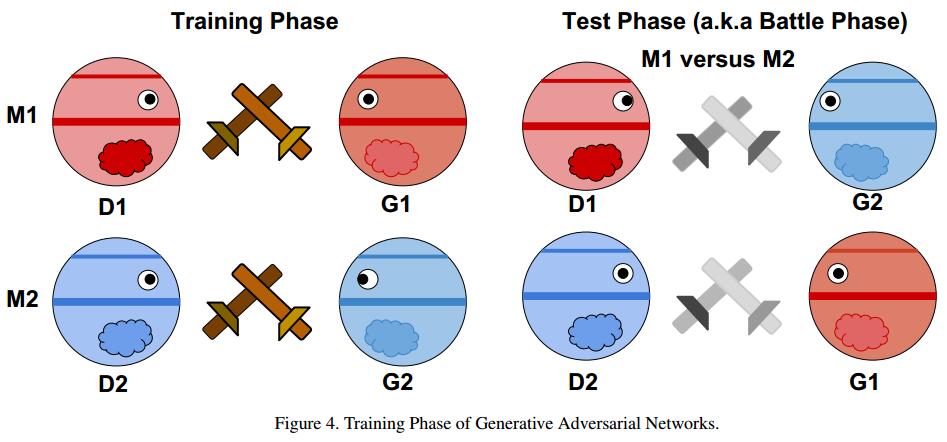 Training Phase
Test Phase (a.k.a Battle Phase)
M1 versus M2
M1
D1
G1
D1
G2
M2
D2
G2
D2
G1
Figure 4. Training Phase of Generative Adversarial Networks.